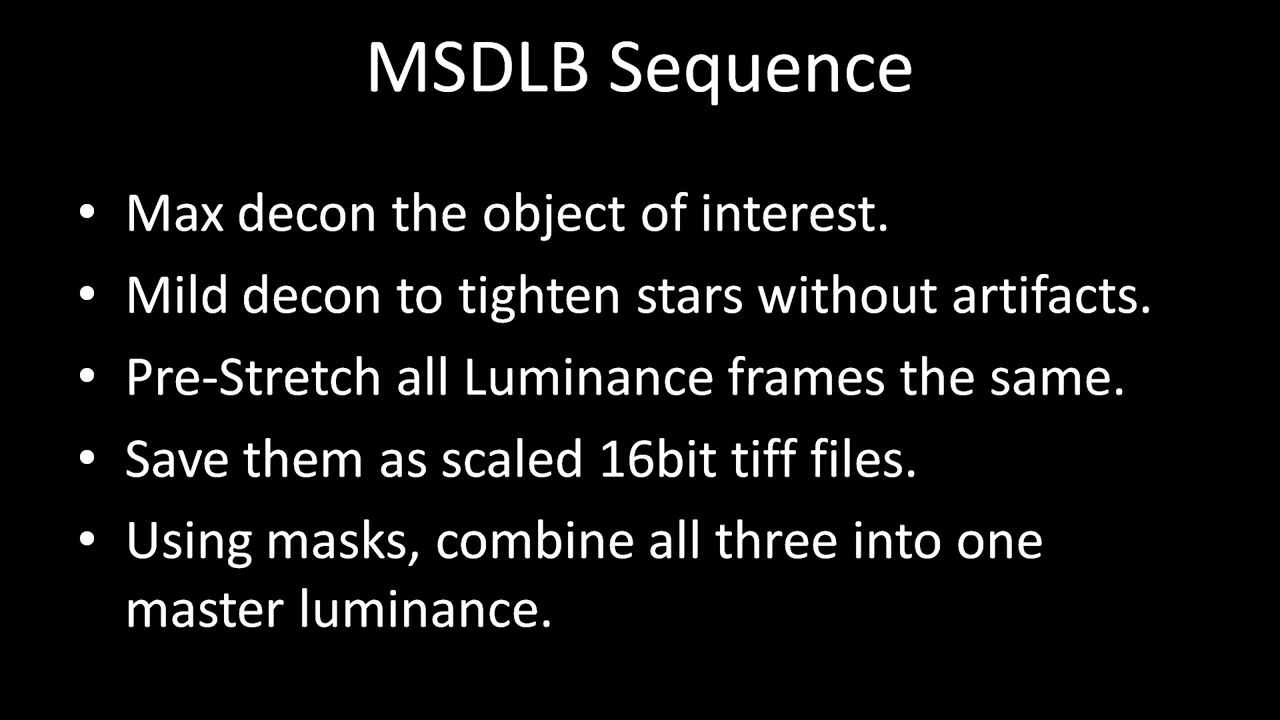 MSDLB Sequence
• Max decon the object of interest.
• Mild decon to tighten stars without artifacts.
• Pre-Stretch all Luminance frames the same.
• Save them as scaled 16bit tiff files.
• Using masks, combine all three into one
master luminance.